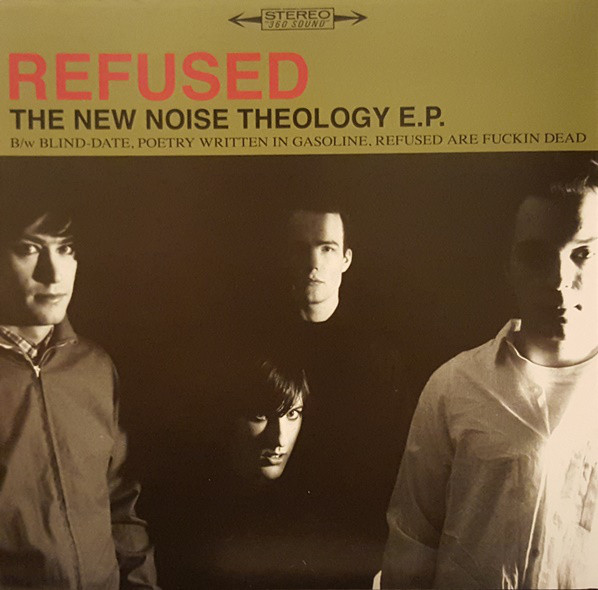 STEREO
"360 SOUND"
REFUSED
THE NEW NOISE THEOLOGY E.P.
B/w BLIND-DATE, POETRY WRITTEN IN GASOLINE, REFUSED ARE FUCKIN DEAD